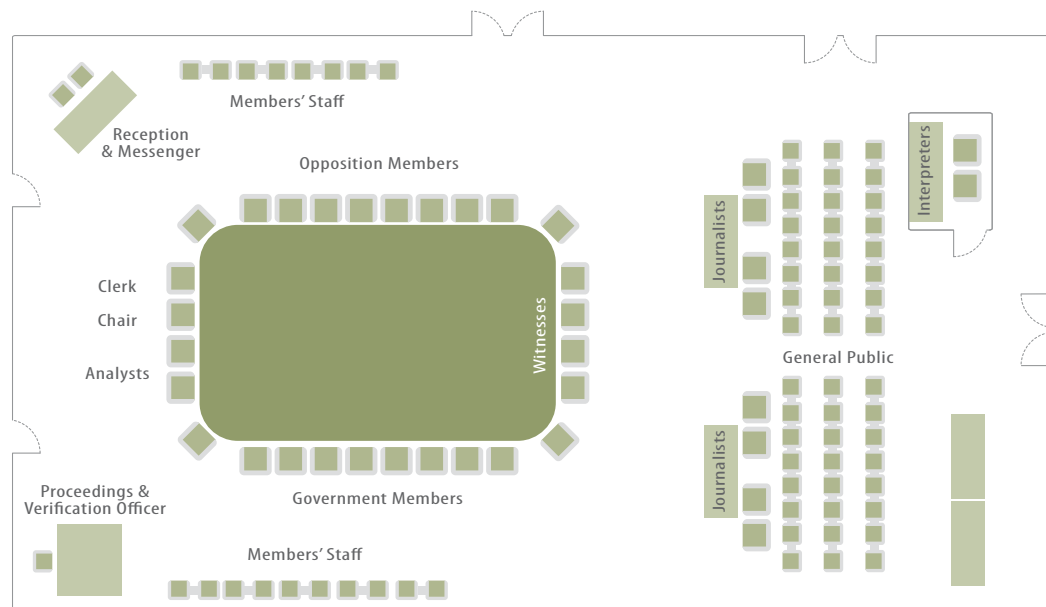 Members’ Staff
Reception
& Messenger
Opposition Members
Interpreters
Journalists
Clerk
Chair
Analysts
Witnesses
General Public
Journalists
Government Members
Proceedings &
Verification Officer
Members’ Staff